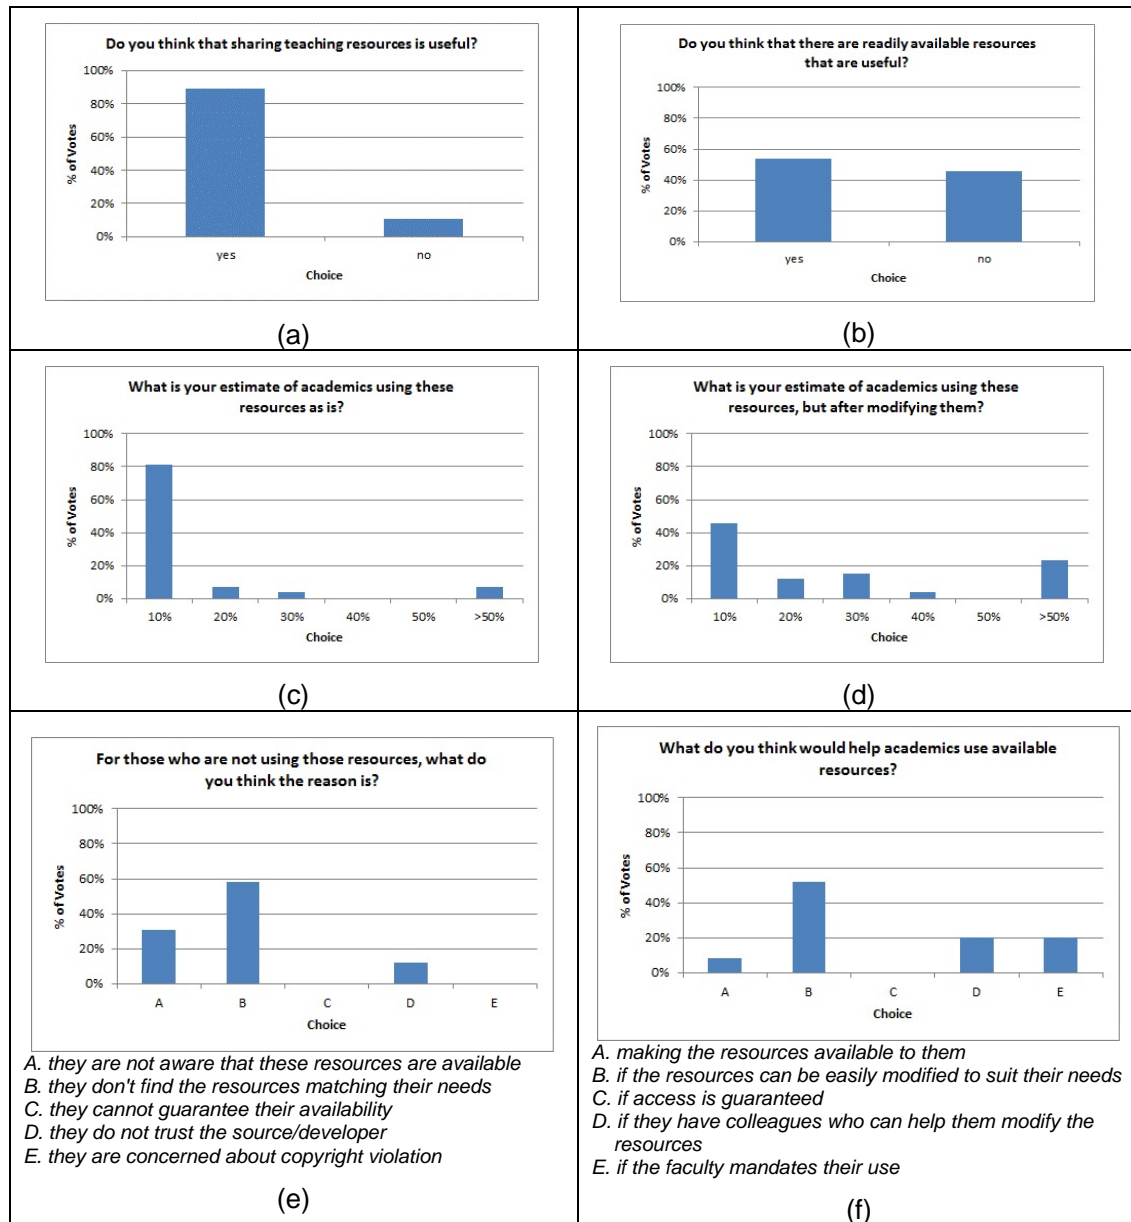 Do you think that sharing teaching resources is useful?
100%
80%
60%
40%
20%
0%
% of Votes
yes no
Choice
(a)
Do you think that there are readily available resources
that are useful?
100%
80%
60%
40%
20%
0%
% of Votes
yes no
Choice
(b)
What is your estimate of academics using these
resources as is?
100%
80%
60%
40%
20%
0%
% of Votes
10% 20% 30% 40% 50% >50%
Choice
(c)
What is your estimate of academics using these
resources, but after modifying them?
100%
80%
60%
40%
20%
0%
% of Votes
10% 20% 30% 40% 50% >50%
Choice
(d)
For those who are not using those resources, what do
you think the reason is?
100%
80%
60%
40%
20%
0%
% of Votes
A B C D E
Choice
A. they are not aware that these resources are available
B. they don't find the resources matching their needs
C. they cannot guarantee their availability
D. they do not trust the source/developer
E. they are concerned about copyright violation
(e)
What do you think would help academics use available
resources?
100%
80%
60%
40%
20%
0%
% of Votes
A B C D E
Choice
A. making the resources available to them
B. if the resources can be easily modified to suit their needs
C. if access is guaranteed
D. if they have colleagues who can help them modify the
resources
E. if the faculty mandates their use
(f)